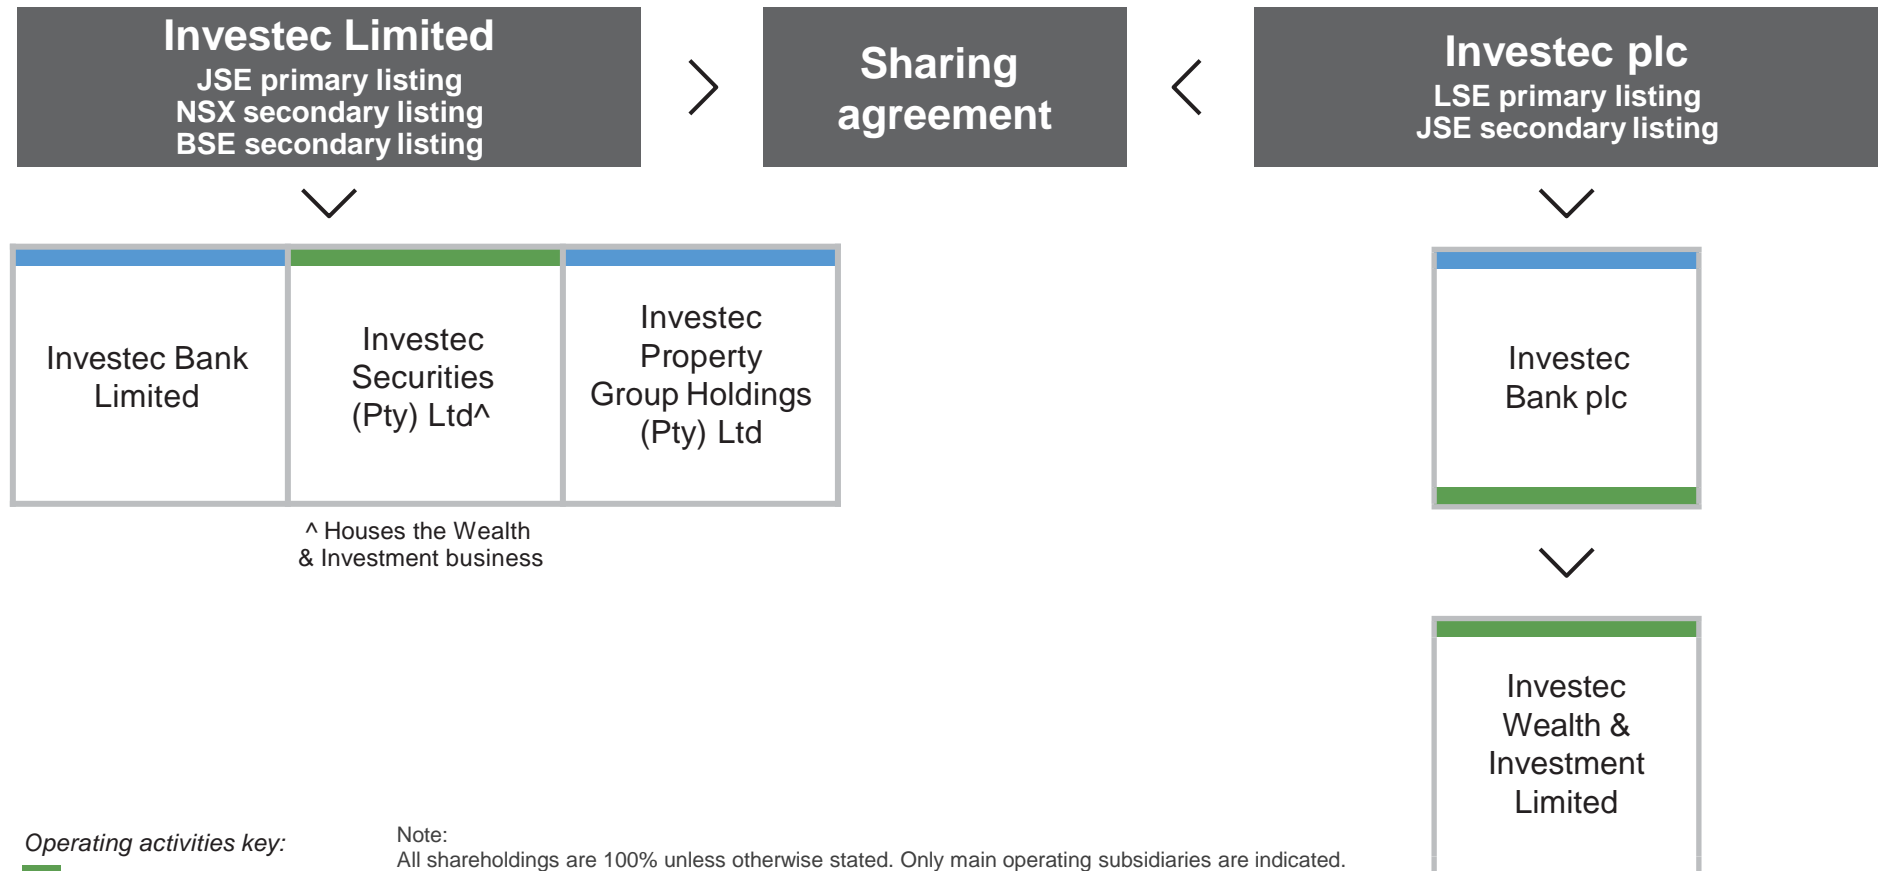 Investec Limited
JSE primary listing
NSX secondary listing
BSE secondary listing
Sharing
agreement
Investec plc
LSE primary listing
JSE secondary listing
Investec Bank
Limited
Investec
Securities
(Pty) Ltd^
Investec
Property
Group Holdings
(Pty) Ltd
^ Houses the Wealth
& Investment business
Investec
Bank plc
Investec
Wealth &
Investment
Limited
Operating activities key:
Note:
All shareholdings are 100% unless otherwise stated. Only main operating subsidiaries are indicated.